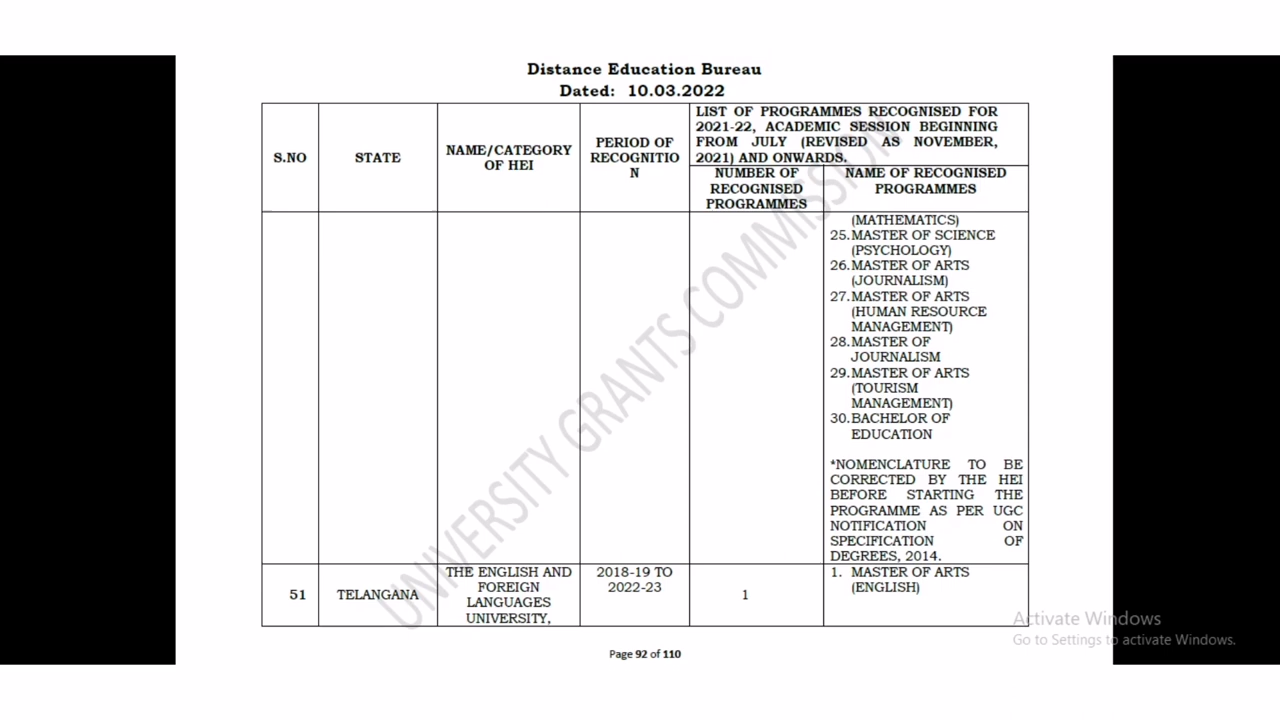 Distance Education Bureau
Dated: 10.03.2022
S.NO
STATE
NAME/CATEGORY
OF HEI
PERIOD OF
RECOGNITIO
N
LIST OF PROGRAMMES RECOGNISED FOR
2021-22, ACADEMIC SESSION BEGINNING
FROM JULY (REVISED AS NOVEMBER,
2021) AND ONWARDS.
NUMBER OF
RECOGNISED
PROGRAMMES
NAME OF RECOGNISED
PROGRAMMES
(MATHEMATICS)
25. MASTER OF SCIENCE
(PSYCHOLOGY)
26. MASTER OF ARTS
(JOURNALISM)
27. MASTER OF ARTS
(HUMAN RESOURCE
MANAGEMENT)
28. MASTER OF
JOURNALISM
29. MASTER OF ARTS
(TOURISM
MANAGEMENT)
30. BACHELOR OF
EDUCATION
*NOMENCLATURE TO BE
CORRECTED BY THE HEI
BEFORE STARTING THE
PROGRAMME AS PER UGC
NOTIFICATION ON
SPECIFICATION OF
DEGREES, 2014.
51
TELANGANA
THE ENGLISH AND
FOREIGN
LANGUAGES
UNIVERSITY,
2018-19 TO
2022-23
1
1. MASTER OF ARTS
(ENGLISH)
UNIVERSITY GRANTS COMMISSION
Page 92 of 110
Activate Windows
Go to Settings to activate Windows.